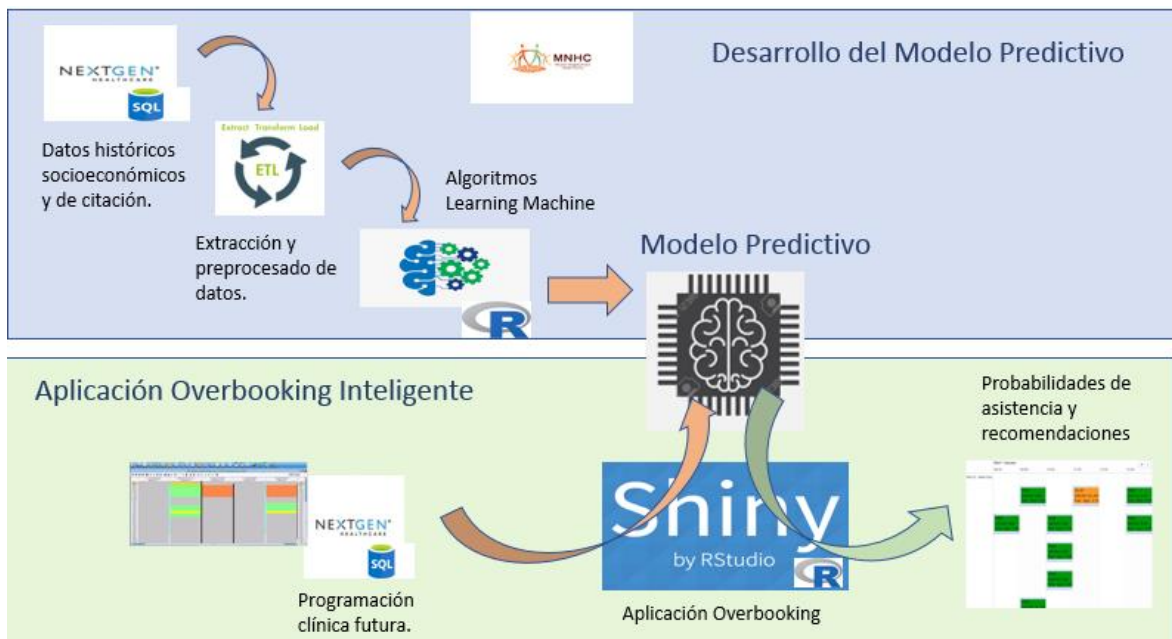 Desarrollo del Modelo Predictivo
NEXTGEN
HEALTHCARE
SQL
MNHC
Datos históricos
socioeconómicos
y de citación.
Extract Transform Load
ETL
Extracción y
preprocesado de
datos.
Algoritmos
Learning Machine
R
Modelo Predictivo
Aplicación Overbooking Inteligente
NEXTGEN
HEALTHCARE
SQL
Programación
clínica futura.
Shiny
by RStudio
R
Aplicación Overbooking
Probabilidades de
asistencia y
recomendaciones